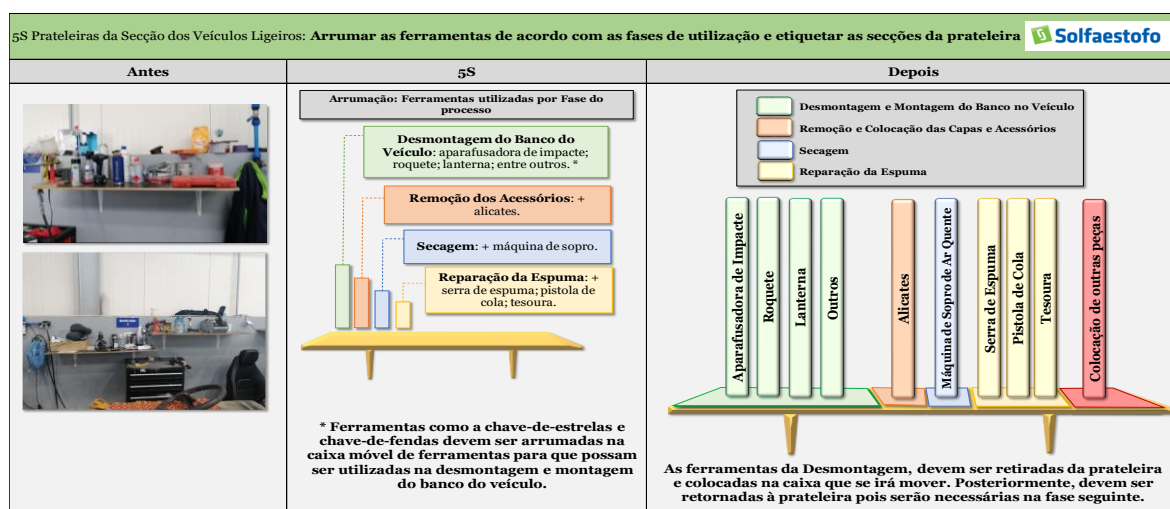 5S Prateleiras da Secção dos Veículos Ligeiros: Arrumar as ferramentas de acordo com as fases de utilização e etiquetar as secções da prateleira
Solfaestofo
Antes
5S
Arrumação: Ferramentas utilizadas por Fase do
processo
Desmontagem do Banco do
Veículo: aparafusadora de impacte;
roquete; lanterna; entre outros. *
Remoção dos Acessórios: +
alicates.
Secagem: + máquina de sopro.
Reparação da Espuma: +
serra de espuma; pistola de
cola; tesoura.
* Ferramentas como a chave-de-estrelas e
chave-de-fendas devem ser arrumadas na
caixa móvel de ferramentas para que possam
ser utilizadas na desmontagem e montagem
do banco do veículo.
Depois
Desmontagem e Montagem do Banco no Veículo
Remoção e Colocação das Capas e Acessórios
Secagem
Reparação da Espuma
Aparafusadora de Impacte
Roquete
Lanterna
Outros
Alicates
Máquina de Sopro de Ar Quente
Serra de Espuma
Pistola de Cola
Tesoura
Colocação de outras peças
As ferramentas da Desmontagem, devem ser retiradas da prateleira
e colocadas na caixa que se irá mover. Posteriormente, devem ser
retornadas à prateleira pois serão necessárias na fase seguinte.